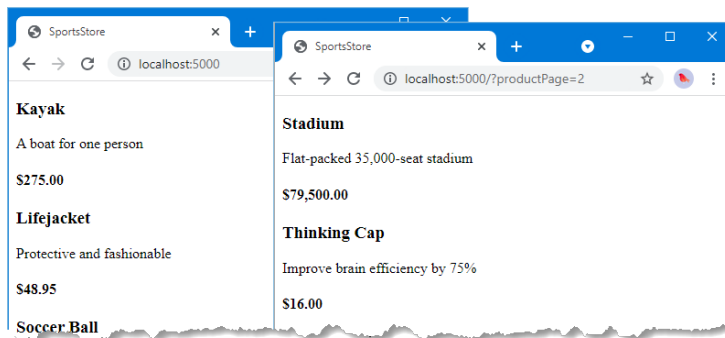 SportsStore
localhost:5000
Kayak
A boat for one person
$275.00
Lifejacket
Protective and fashionable
$48.95
Soccer Ball
SportsStore
localhost:5000/?productPage=2
Stadium
Flat-packed 35,000-seat stadium
$79,500.00
Thinking Cap
Improve brain efficiency by 75%
$16.00